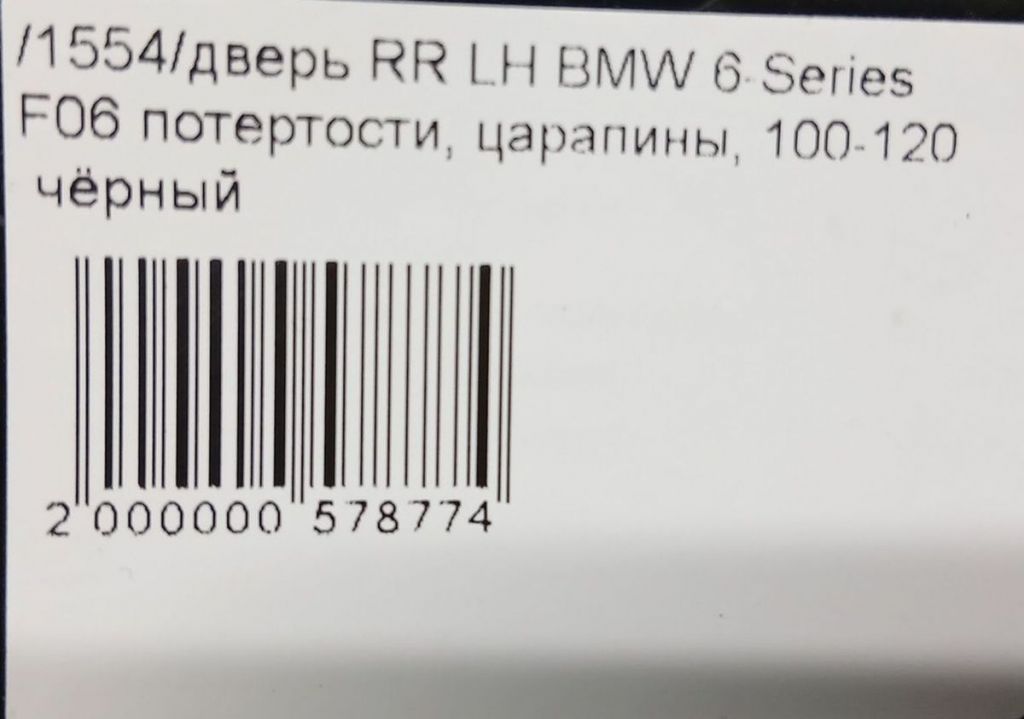 /1554/дверь RR LH BMW 6-Series
F06 потертости, царапины, 100-120
чёрный
2 000000 578774